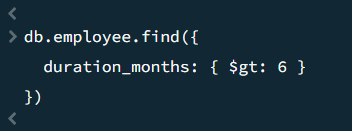 > db.employee.find({
duration_months: { $gt: 6 }
})